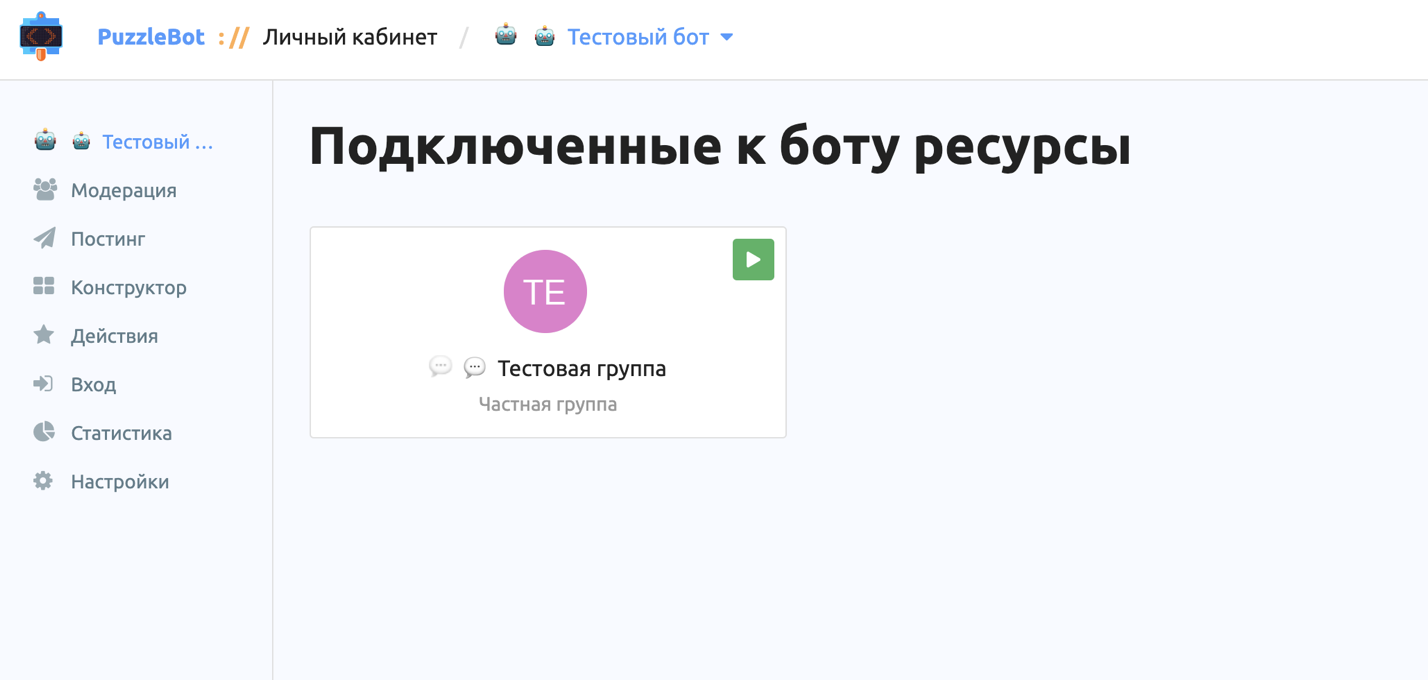 PuzzleBot :// Личный кабинет / Тестовый бот
Тестовый ...
Модерация
Постинг
Конструктор
Действия
Вход
Статистика
Настройки
Подключенные к боту ресурсы
TE
Тестовая группа
Частная группа